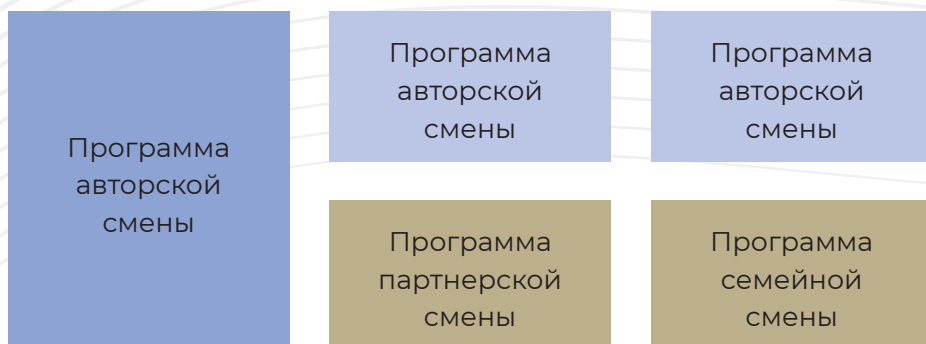 Программа
авторской
смены
Программа
авторской
смены
Программа
авторской
смены
Программа
партнерской
смены
Программа
семейной
смены